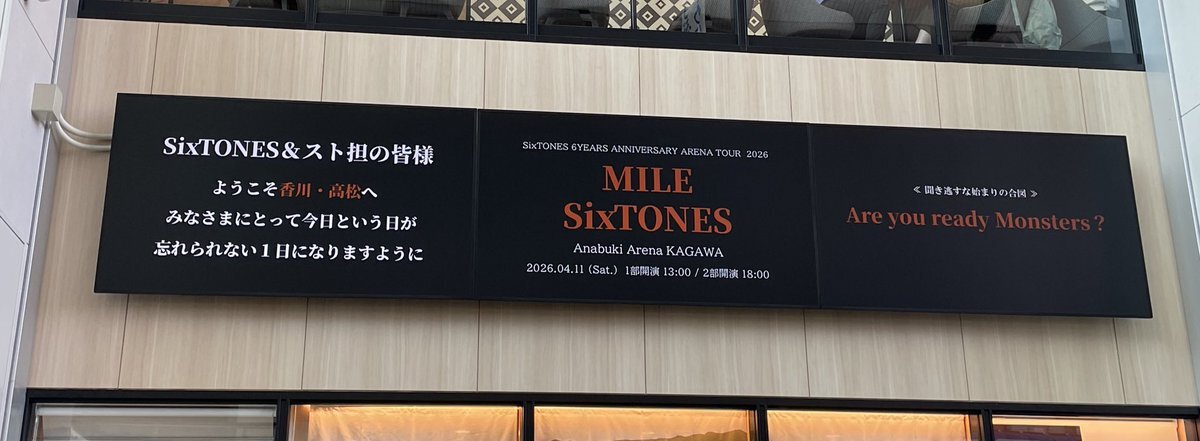 SixTONES&スト担の皆様
ようこそ香川・高松へ
みなさまにとって今日という日が
忘れられない1日になりますように
SixTONES 6YEARS ANNIVERSARY ARENA TOUR 2026
MILE
SixTONES
Anabuki Arena KAGAWA
2026.04.11 (Sat.) 1部開演 13:00 / 2部開演 18:00
≪ 聞き逃すな始まりの合図 ≫
Are you ready Monsters?